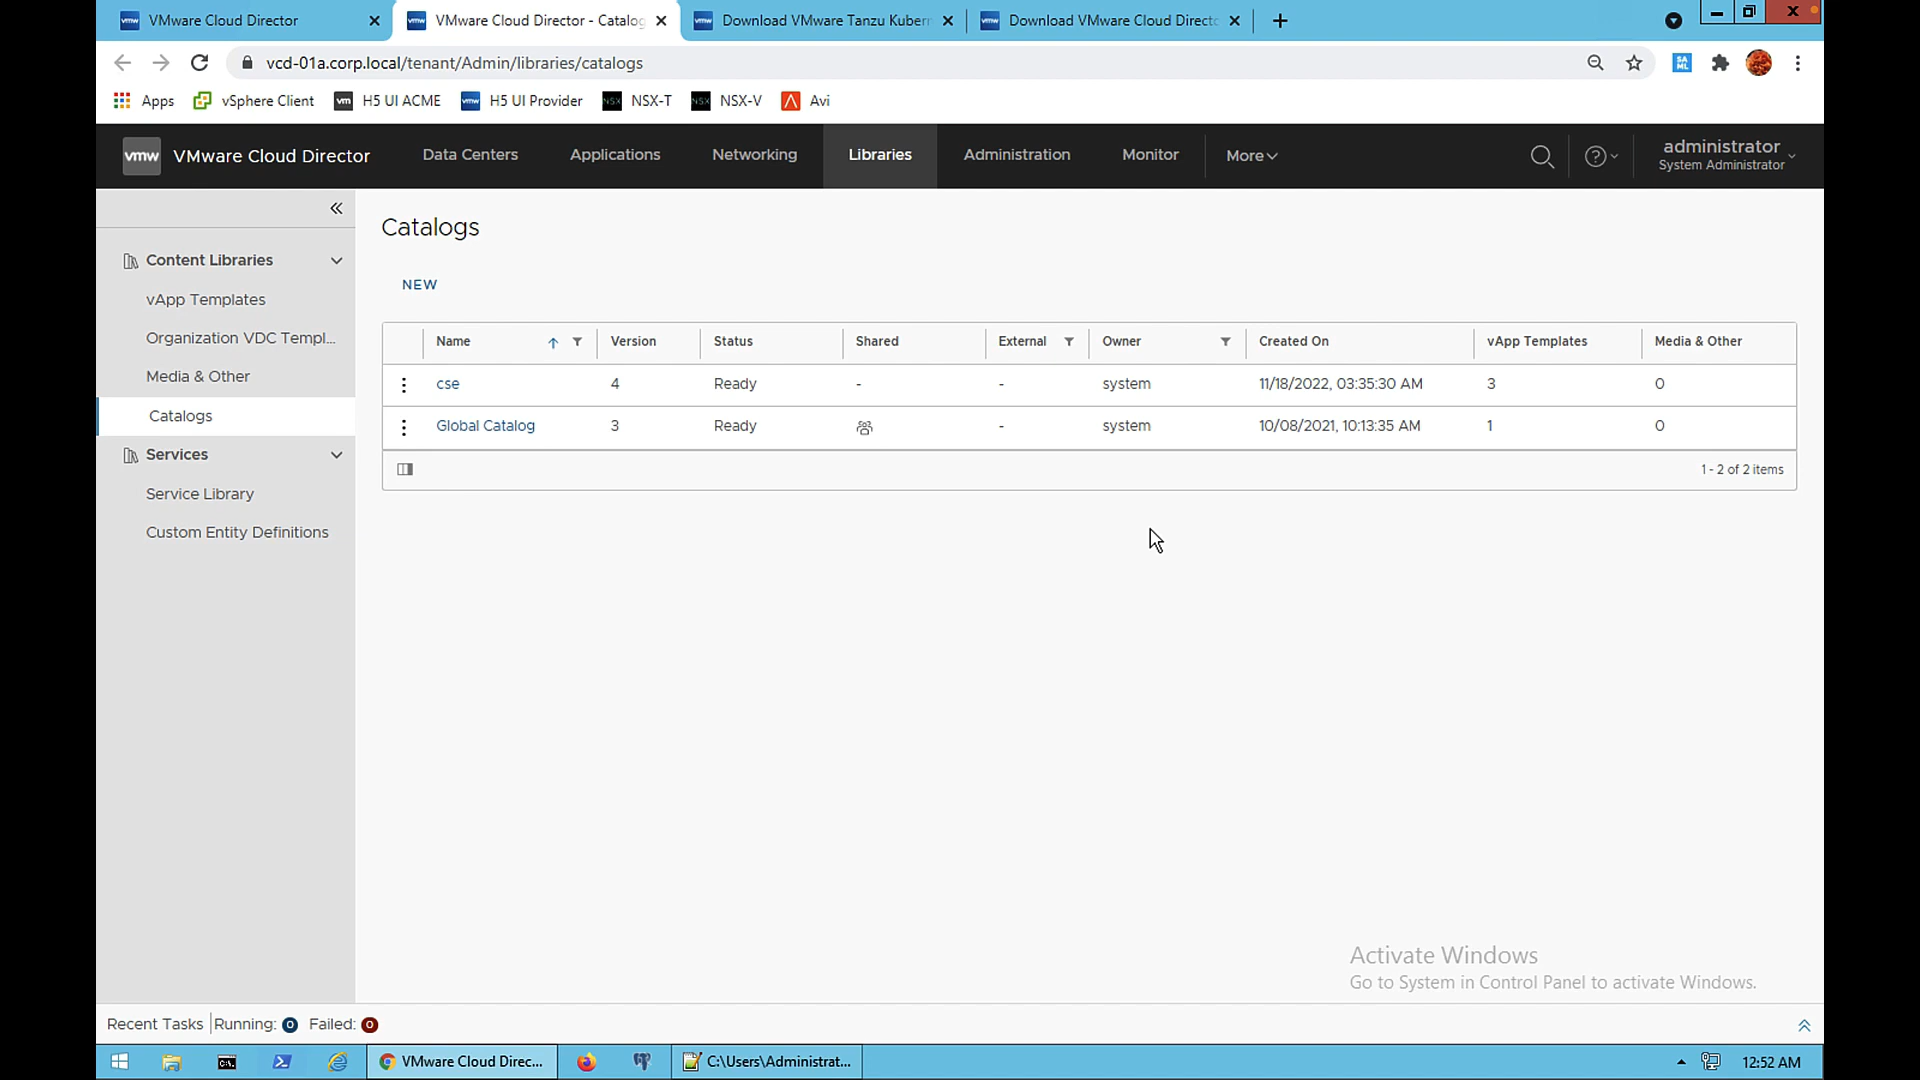 VMware Cloud Director
VMware Cloud Director - Catalog
Download VMware Tanzu Kubern
Download VMware Cloud Directo
vcd-01a.corp.local/tenant/Admin/libraries/catalogs
SAML
Apps
vSphere Client
vm H5 UI ACME
vmw H5 UI Provider
NSX NSX-T
NSX NSX-V
Avi
vmw VMware Cloud Director
Data Centers
Applications
Networking
Libraries
Administration
Monitor
More
administrator
System Administrator
Content Libraries
vApp Templates
Organization VDC Templ...
Media & Other
Catalogs
Services
Service Library
Custom Entity Definitions
Catalogs
NEW
Name Version Status Shared External Owner Created On vApp Templates Media & Other
cse 4 Ready - - system 11/18/2022, 03:35:30 AM 3 0
Global Catalog 3 Ready - system 10/08/2021, 10:13:35 AM 1 0
1 - 2 of 2 items
Activate Windows
Go to System in Control Panel to activate Windows.
Recent Tasks Running: 0 Failed: 0
VMware Cloud Direc...
C:\Users\Administrat...
12:52 AM